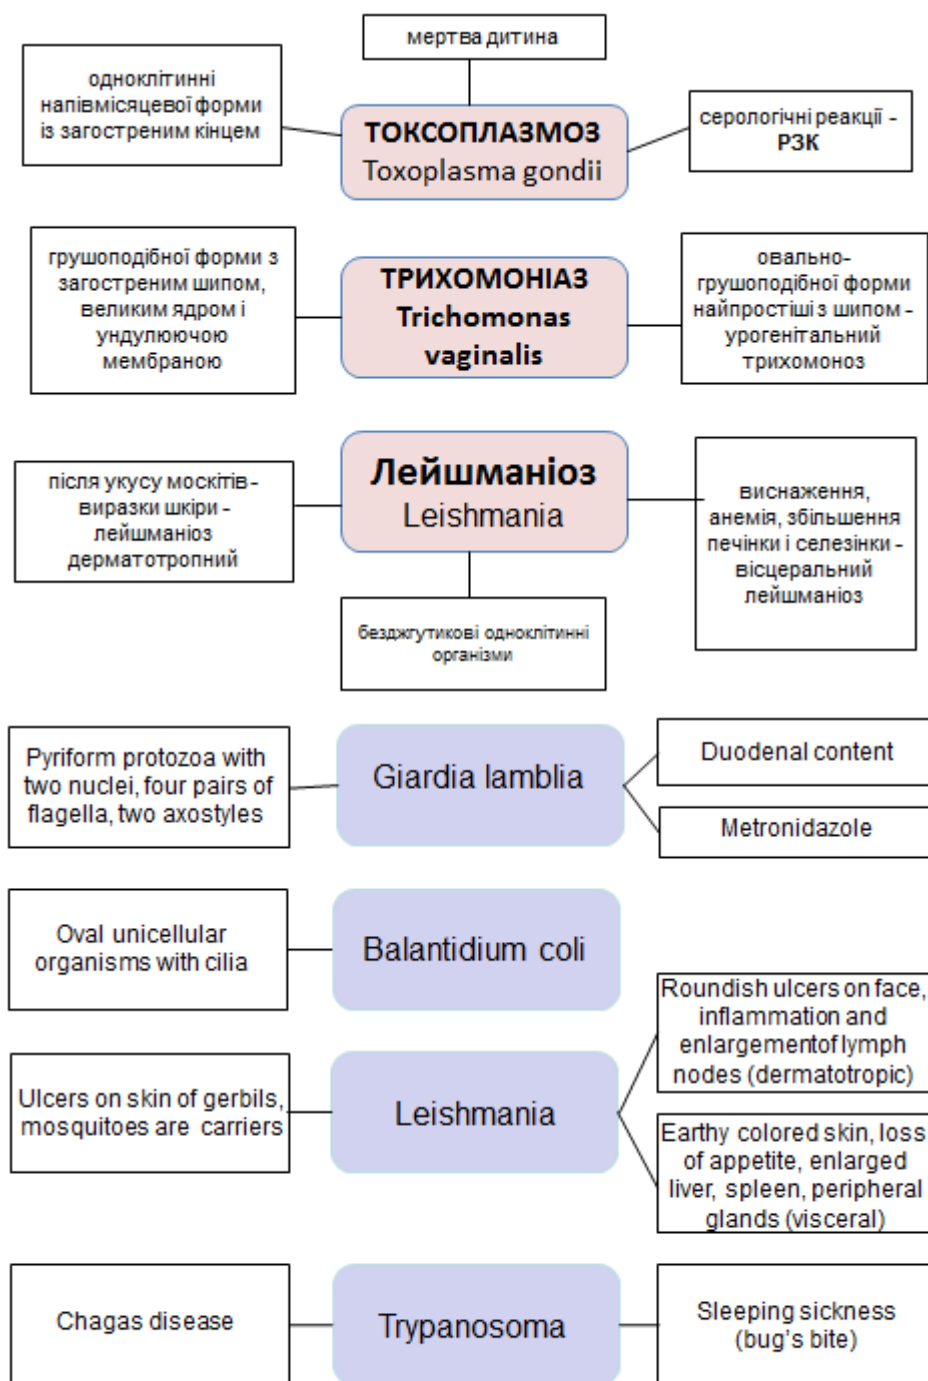 мертва дитина
одноклітинні
напівмісяцевої форми
із загостреним кінцем
ТОКСОПЛАЗМОЗ
Toxoplasma gondii
серологічні реакції -
РЗК
грушоподібної форми з
загостреним шипом,
великим ядром і
ундулюючою
мембраною
ТРИХОМОНІАЗ
Trichomonas
vaginalis
овально-
грушоподібної форми
найпростіші з шипом -
урогенітальний
трихомоноз
після укусу москітів-
виразки шкіри -
лейшманіоз
дерматотропний
Лейшманіоз
Leishmania
виснаження,
анемія, збільшення
печінки і селезінки -
вісцеральний
лейшманіоз
безджгутикові одноклітинні
організми
Pyriform protozoa with
two nuclei, four pairs of
flagella, two axostyles
Giardia lamblia
Duodenal content
Metronidazole
Oval unicellular
organisms with cilia
Balantidium coli
Ulcers on skin of gerbils,
mosquitoes are carriers
Leishmania
Roundish ulcers on face,
inflammation and
enlargementof lymph
nodes (dermatotropic)
Earthy colored skin, loss
of appetite, enlarged
liver, spleen, peripheral
glands (visceral)
Chagas disease
Trypanosoma
Sleeping sickness
(bug's bite)